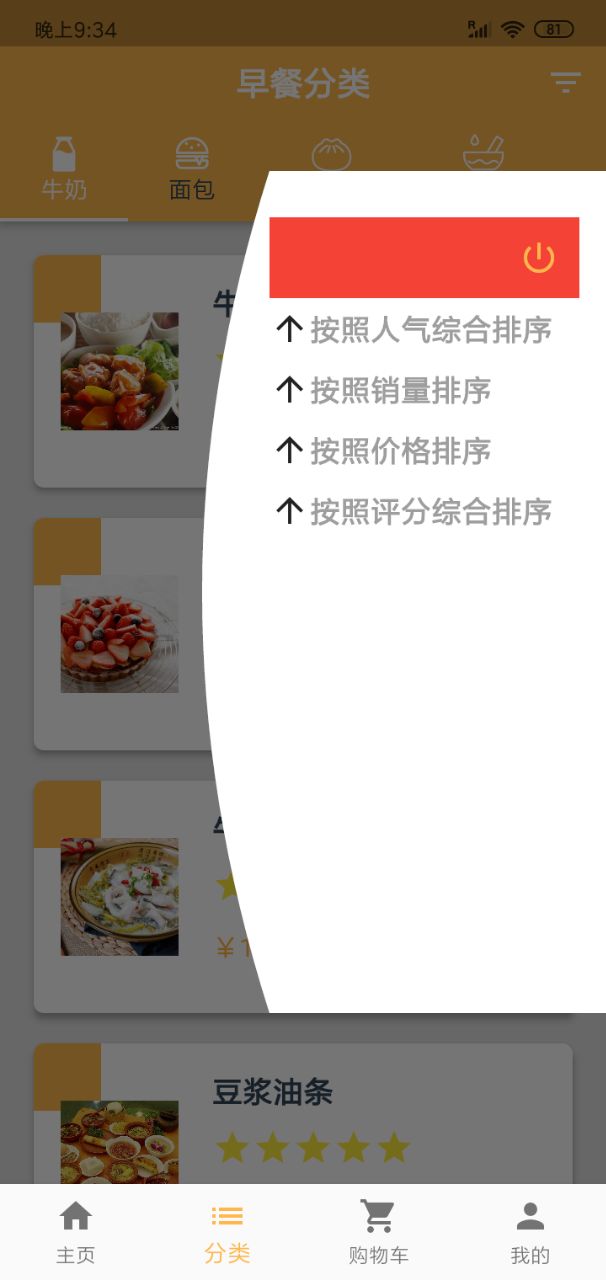 晚上9:34
R
81
早餐分类
牛奶
面包
按照人气综合排序
按照销量排序
按照价格排序
按照评分综合排序
¥1
豆浆油条
主页
分类
购物车
我的